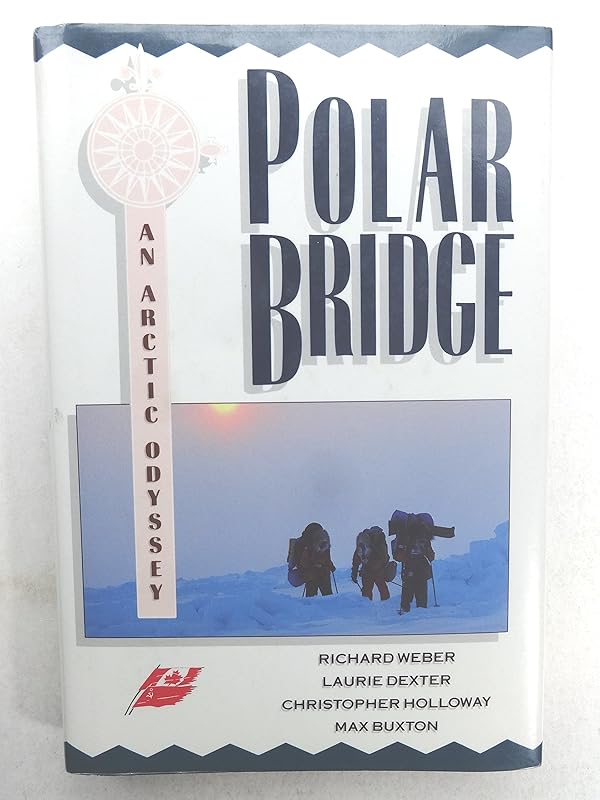 POLAR
BRIDGE
AN ARCTIC ODYSSEY
RICHARD WEBER
LAURIE DEXTER
CHRISTOPHER HOLLOWAY
MAX BUXTON